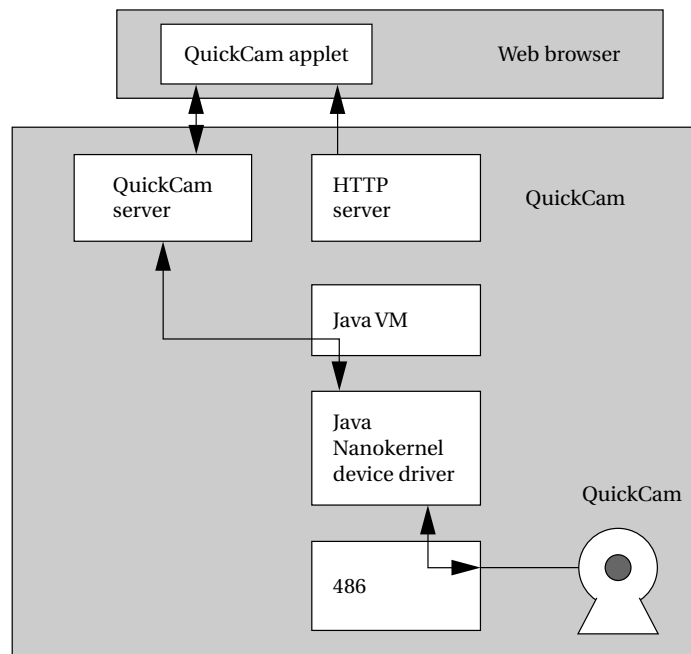 QuickCam applet
Web browser
QuickCam
server
HTTP
server
QuickCam
Java VM
Java
Nanokernel
device driver
QuickCam
486